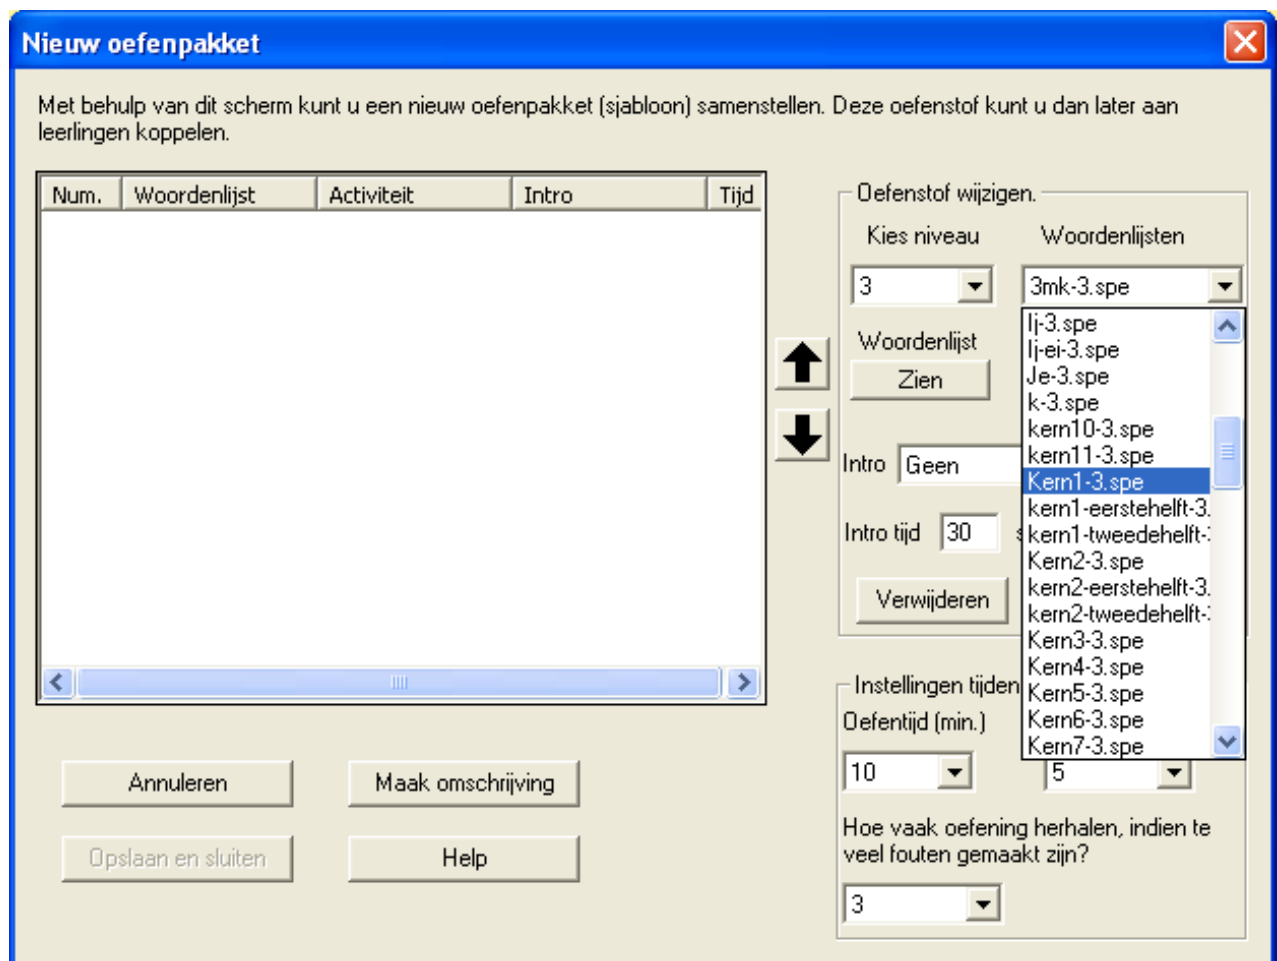 Nieuw oefenpakket
Met behulp van dit scherm kunt u een nieuw oefenpakket (sjabloon) samenstellen. Deze oefenstof kunt u dan later aan
leerlingen koppelen.
Num. Woordenlijst Activiteit Intro Tijd
Oefenstof wijzigen.
Kies niveau Woordenlijsten
3 3mk-3.spe
Woordenlijst
Zien
Intro Geen
Intro tijd 30 s
Verwijderen
Ij-3.spe
Ij-ei-3.spe
Je-3.spe
k-3.spe
kern10-3.spe
kern11-3.spe
Kern1-3.spe
kern1-eerstehelft-3.
kern1-tweedehelft-
Kern2-3.spe
kern2-eerstehelft-3.
kern2-tweedehelft-
Kern3-3.spe
Kern4-3.spe
Kern5-3.spe
Kern6-3.spe
Kern7-3.spe
Instellingen tijden
Oefentijd (min.)
10 5
Hoe vaak oefening herhalen, indien te
veel fouten gemaakt zijn?
3
Annuleren Maak omschrijving
Opslaan en sluiten Help